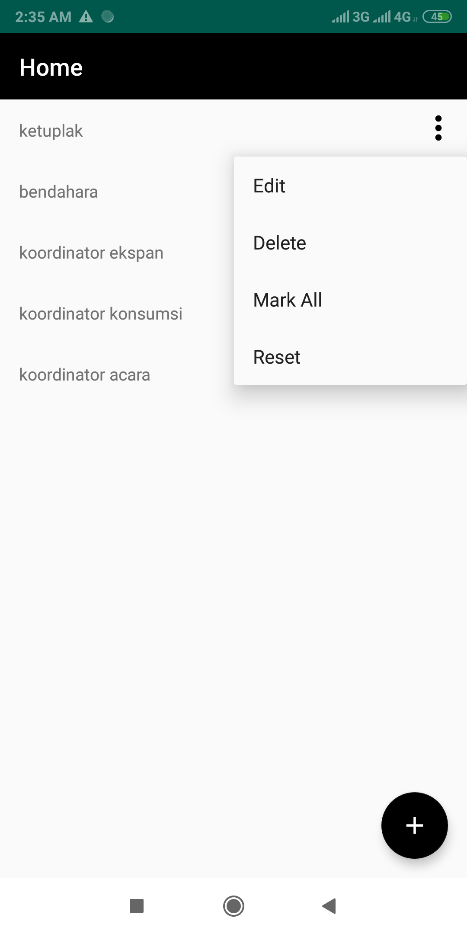 2:35 AM 3G 4G 45
Home
ketuplak
bendahara
koordinator ekspan
koordinator konsumsi
koordinator acara
Edit
Delete
Mark All
Reset
+